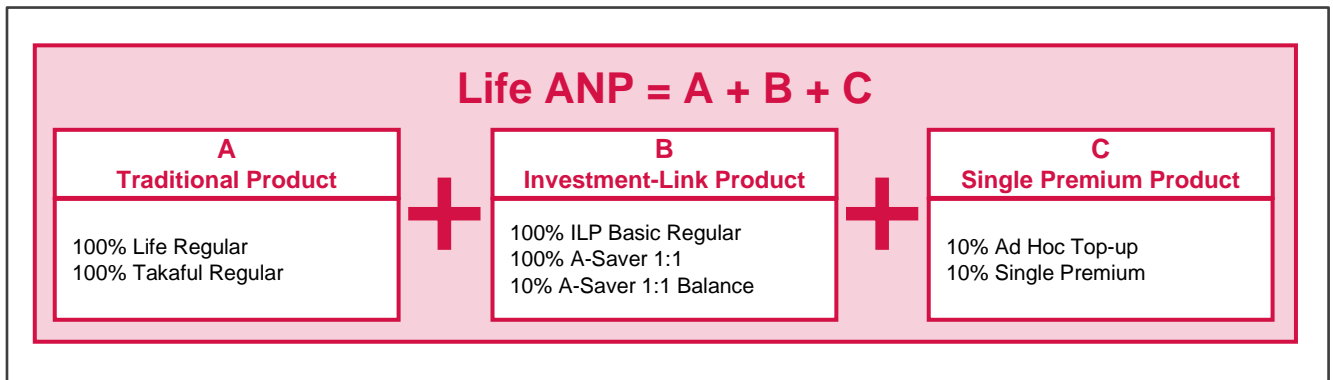 Life ANP = A + B + C
A
Traditional Product
100% Life Regular
100% Takaful Regular
+
B
Investment-Link Product
100% ILP Basic Regular
100% A-Saver 1:1
10% A-Saver 1:1 Balance
+
C
Single Premium Product
10% Ad Hoc Top-up
10% Single Premium